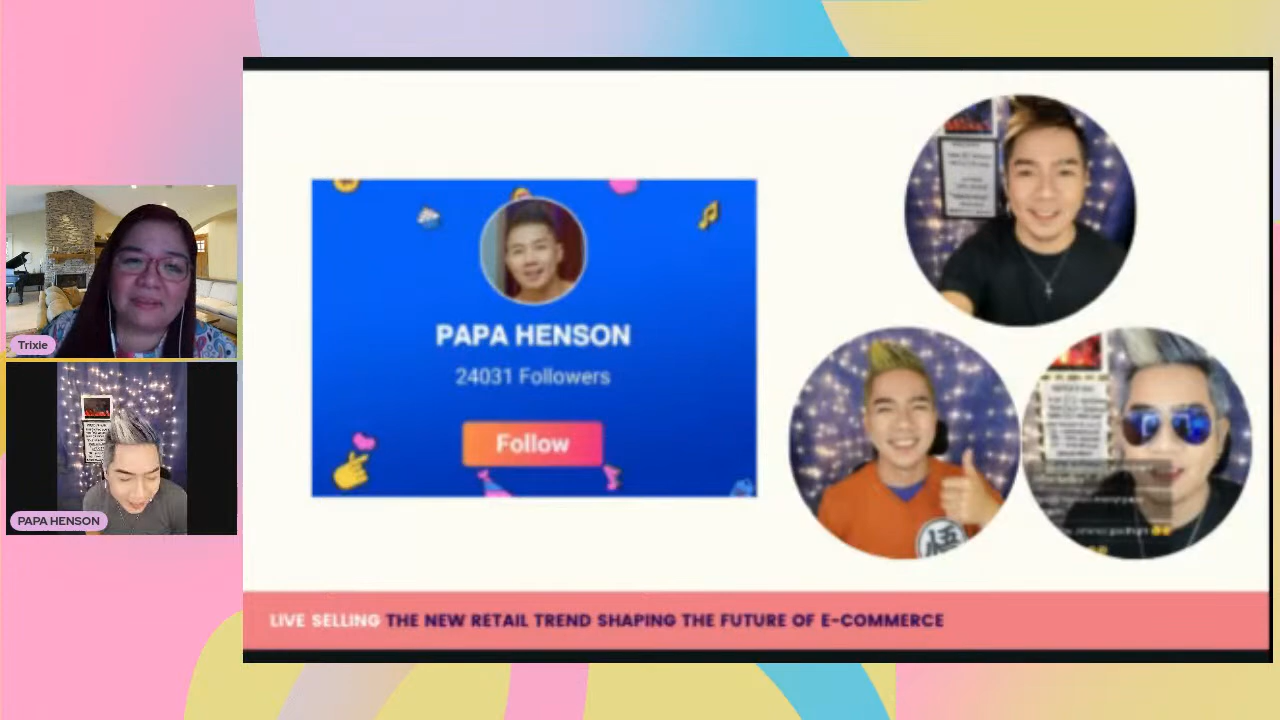 Trixie
PAPA HENSON
PAPA HENSON
24031 Followers
Follow
悟
LIVE SELLING THE NEW RETAIL TREND SHAPING THE FUTURE OF E-COMMERCE